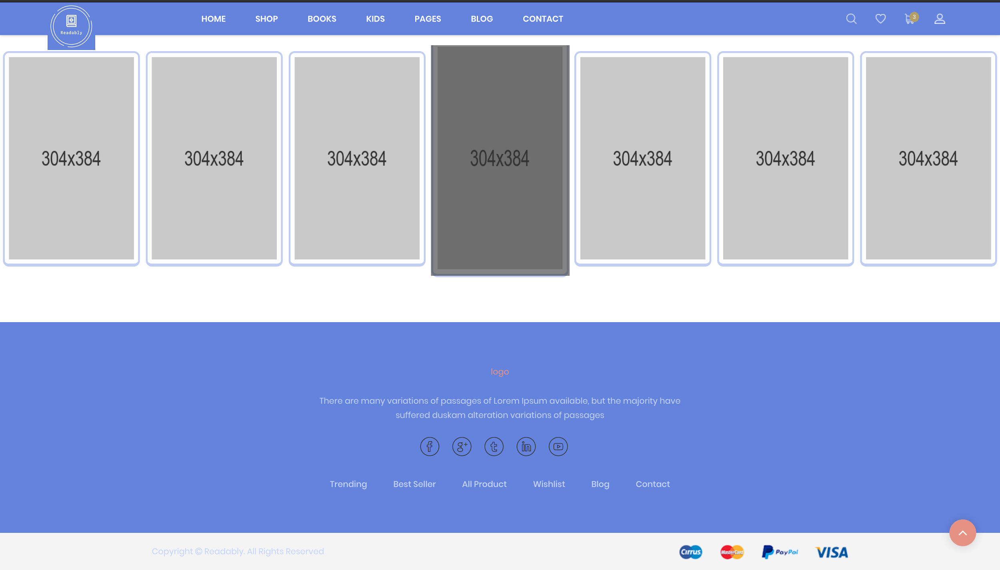 HOME SHOP BOOKS KIDS PAGES BLOG CONTACT 3
Readably
304x384 304x384 304x384 304x384 304x384 304x384 304x384
logo
There are many variations of passages of Lorem Ipsum available, but the majority have
suffered duskam alteration variations of passages
Trending Best Seller All Product Wishlist Blog Contact
Copyright © Readably. All Rights Reserved Cirrus MasterCard PayPal VISA